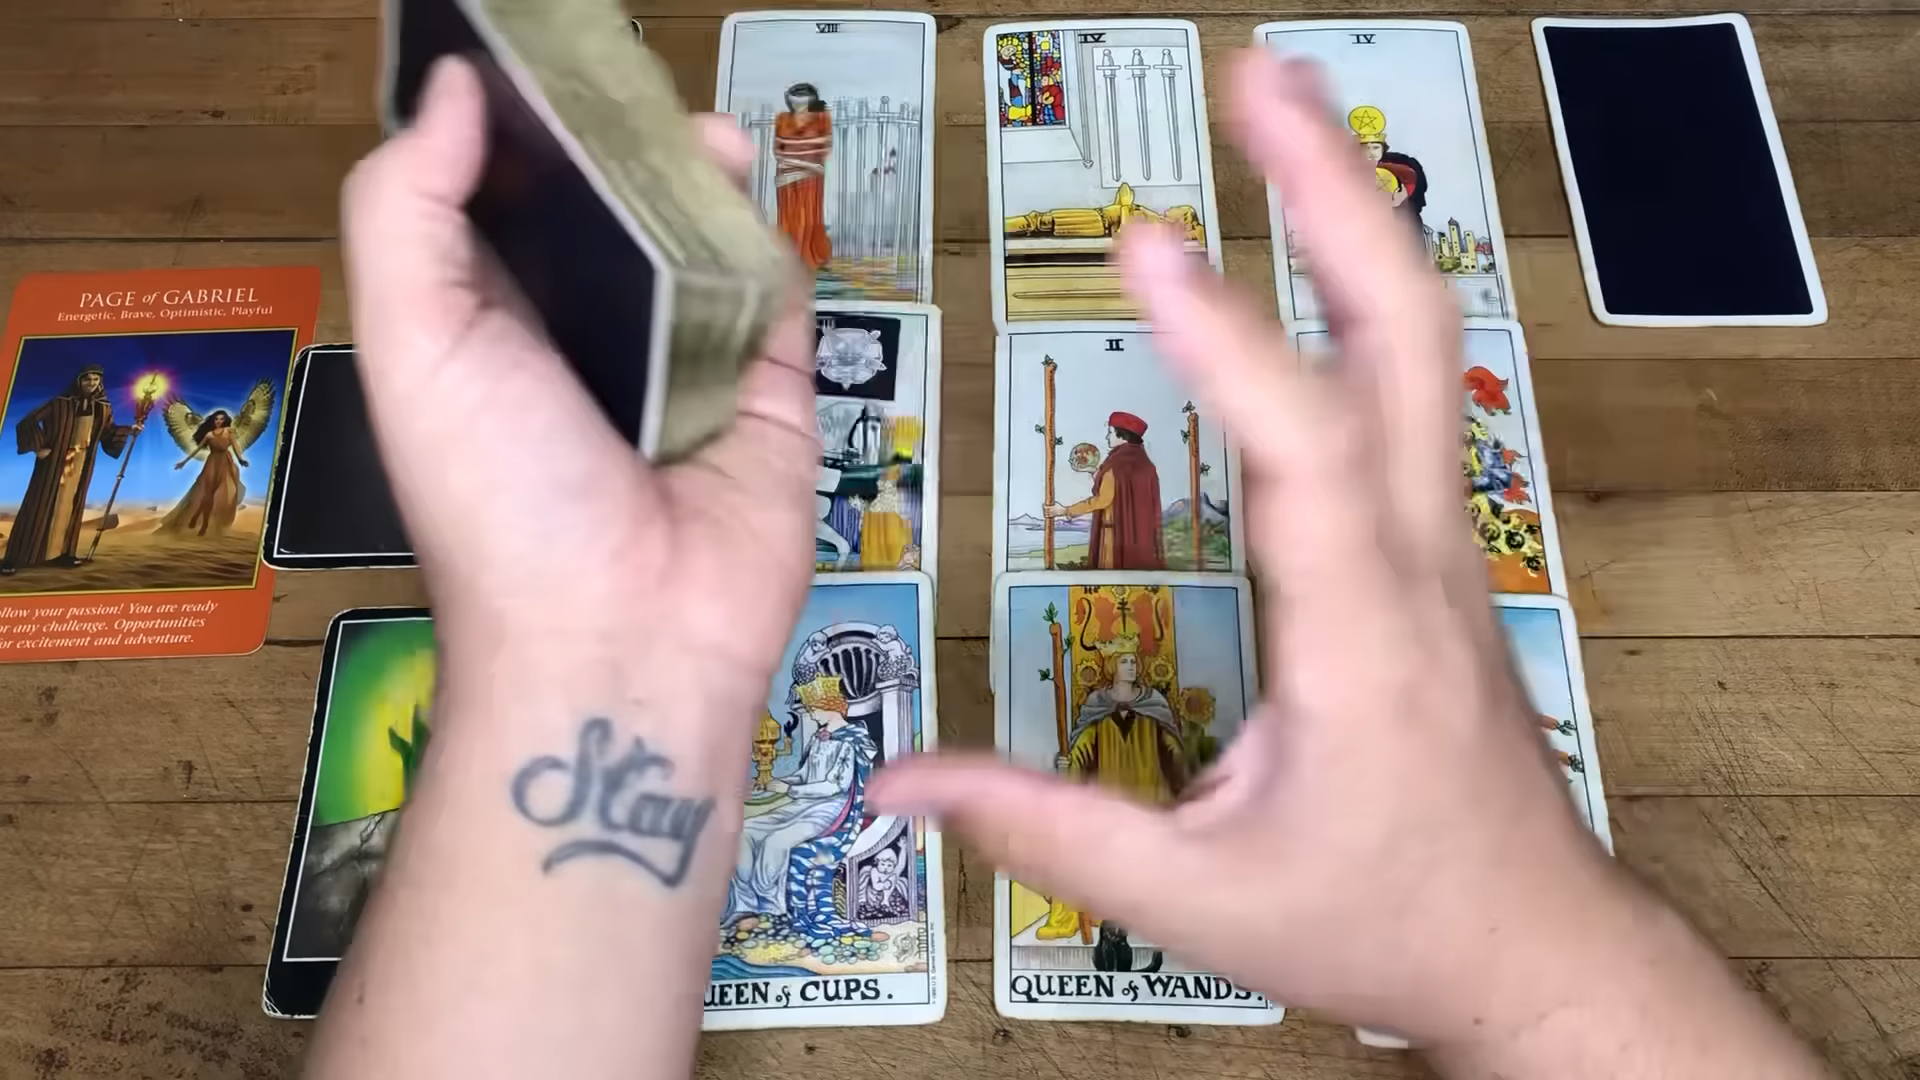 VIII
IV
IV
PAGE of GABRIEL
Energetic, Brave, Optimistic, Playful
II
ollow your passion! You are ready
or any challenge. Opportunities
for excitement and adventure.
Stay
UEEN of CUPS.
QUEEN of WANDS.